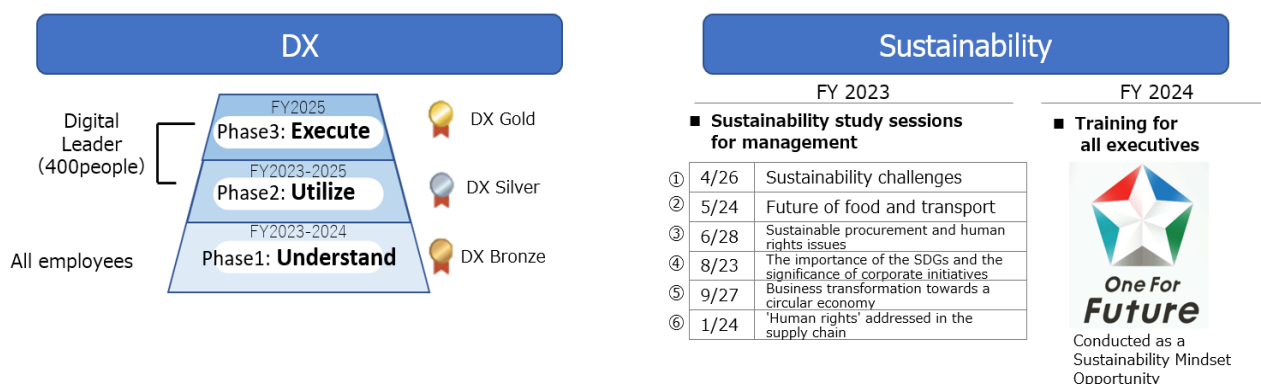 DX
FY2025
Phase3: Execute
DX Gold
Digital
Leader
(400people)
FY2023-2025
Phase2: Utilize
DX Silver
FY2023-2024
Phase1: Understand
DX Bronze
All employees
Sustainability
FY 2023
■ Sustainability study sessions
for management
① 4/26 Sustainability challenges
② 5/24 Future of food and transport
③ 6/28 Sustainable procurement and human
rights issues
④ 8/23 The importance of the SDGs and the
significance of corporate initiatives
⑤ 9/27 Business transformation towards a
circular economy
⑥ 1/24 'Human rights' addressed in the
supply chain
FY 2024
■ Training for
all executives
One For
Future
Conducted as a
Sustainability Mindset
Opportunity